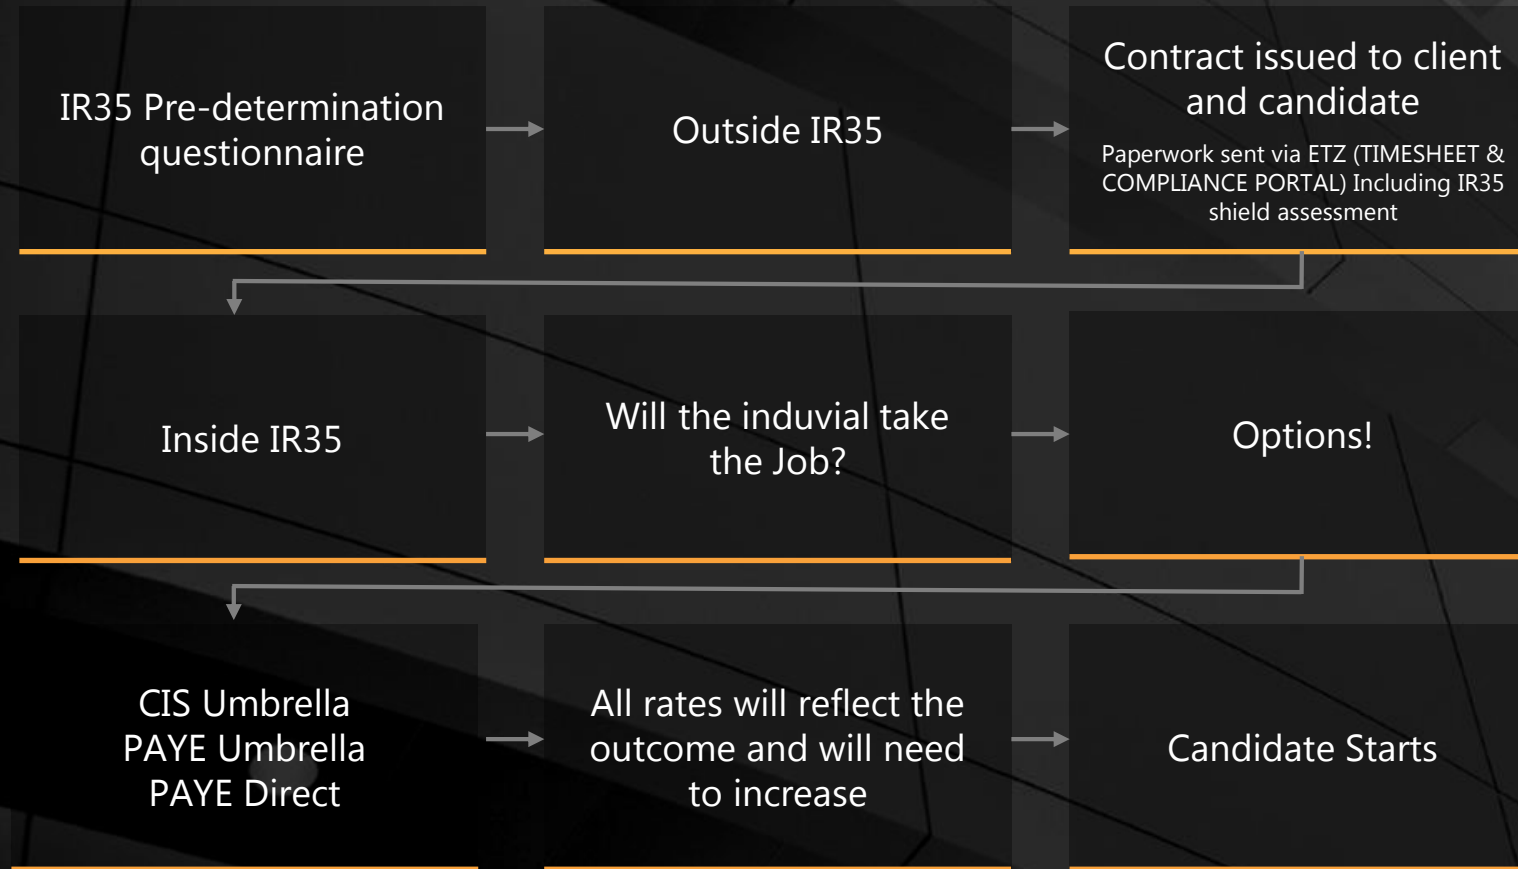 IR35 Pre-determination
questionnaire
Outside IR35
Contract issued to client
and candidate
Paperwork sent via ETZ (TIMESHEET &
COMPLIANCE PORTAL) Including IR35
shield assessment
Inside IR35
Will the induvial take
the Job?
Options!
CIS Umbrella
PAYE Umbrella
PAYE Direct
All rates will reflect the
outcome and will need
to increase
Candidate Starts